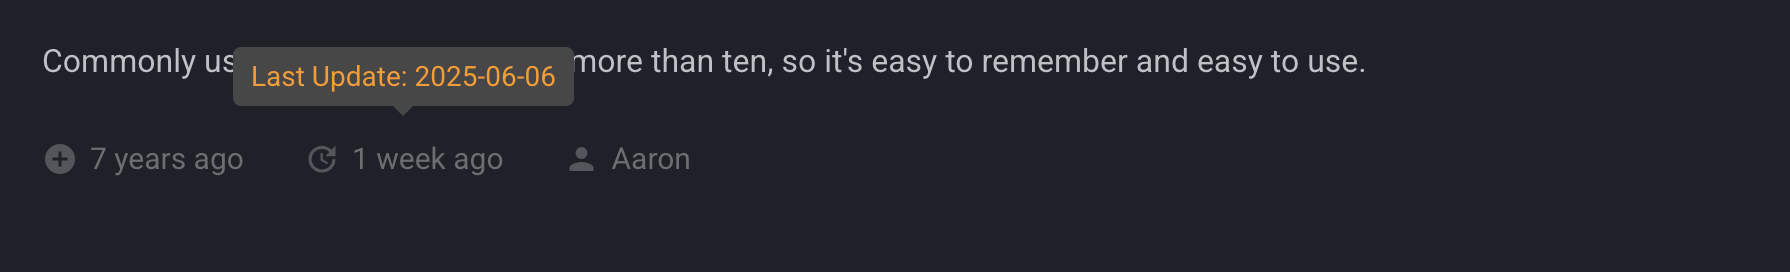 Commonly us more than ten, so it's easy to remember and easy to use.
Last Update: 2025-06-06
7 years ago 1 week ago Aaron